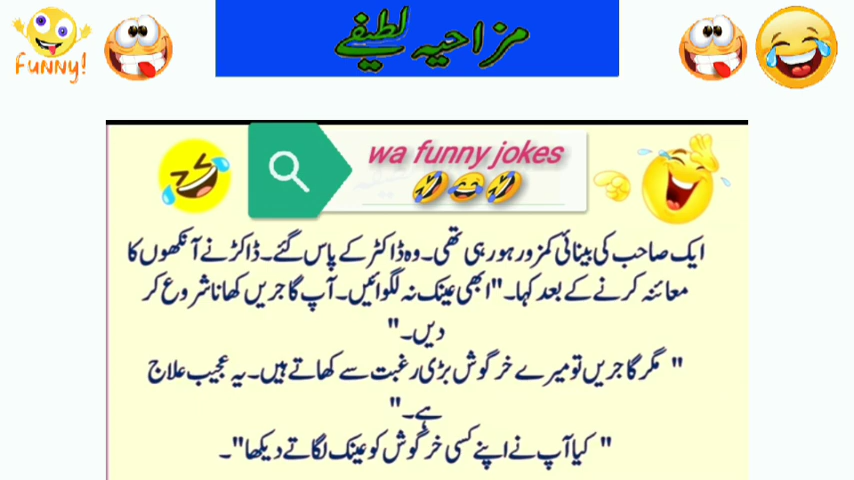 Funny!
مزاحیہ لطیفے
wa funny jokes
ایک صاحب کی بینائی کمزور ہو رہی تھی۔ وہ ڈاکٹر کے پاس گئے۔ ڈاکڑ نے آنکھوں کا
معائنہ کرنے کے بعد کہا۔ "ابھی عینک نہ لگوائیں۔ آپ گاجریں کھانا شروع کر
دیں۔"
" مگر گاجریں تو میرے خرگوش بڑی رغبت سے کھاتے ہیں۔ یہ عجیب علاج
ہے۔"
" کیا آپ نے اپنے کسی خرگوش کو عینک لگاتے دیکھا"۔